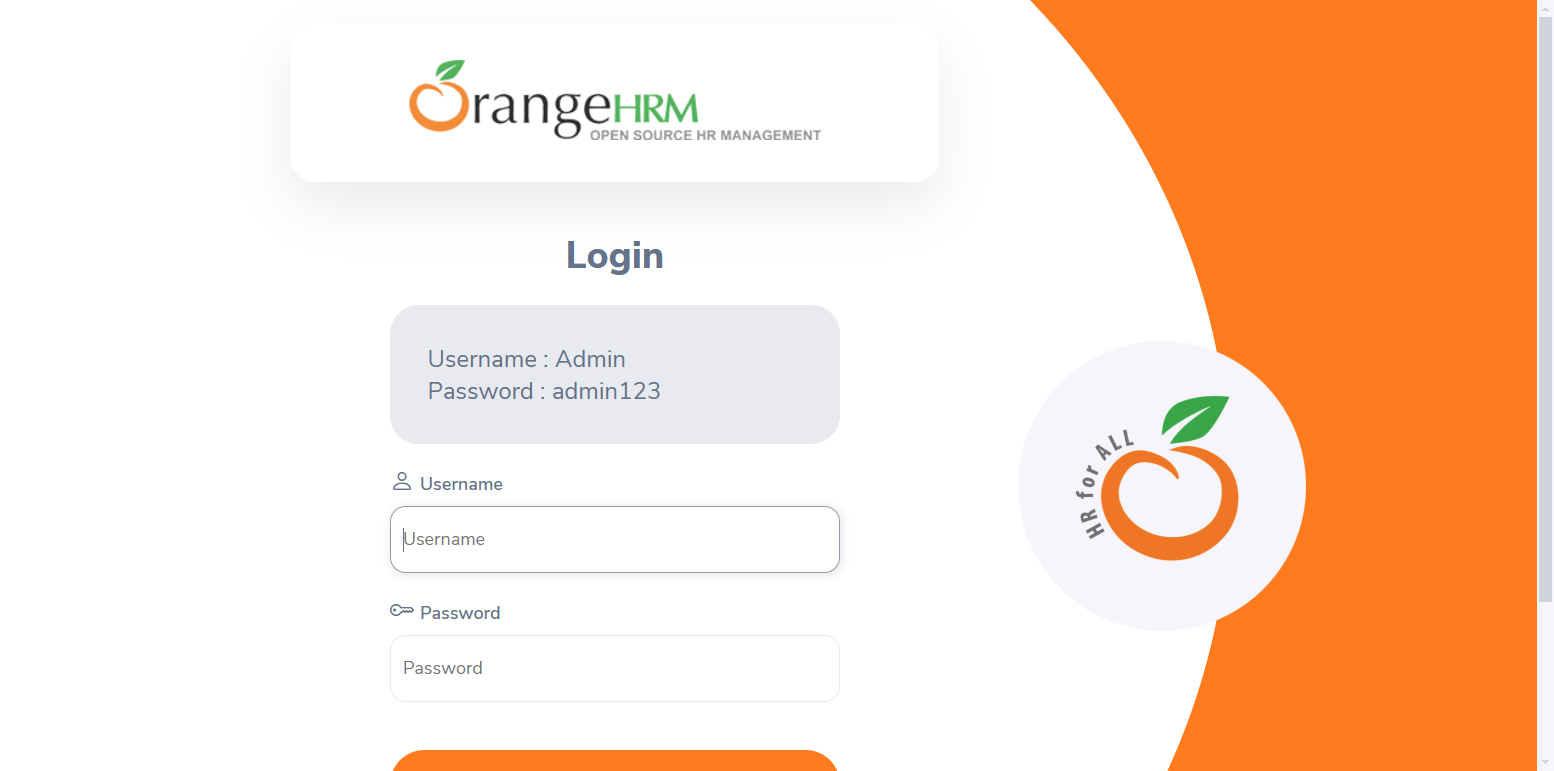 OrangeHRM
OPEN SOURCE HR MANAGEMENT
Login
Username : Admin
Password : admin123
Username
Username
Password
Password
HR for ALL